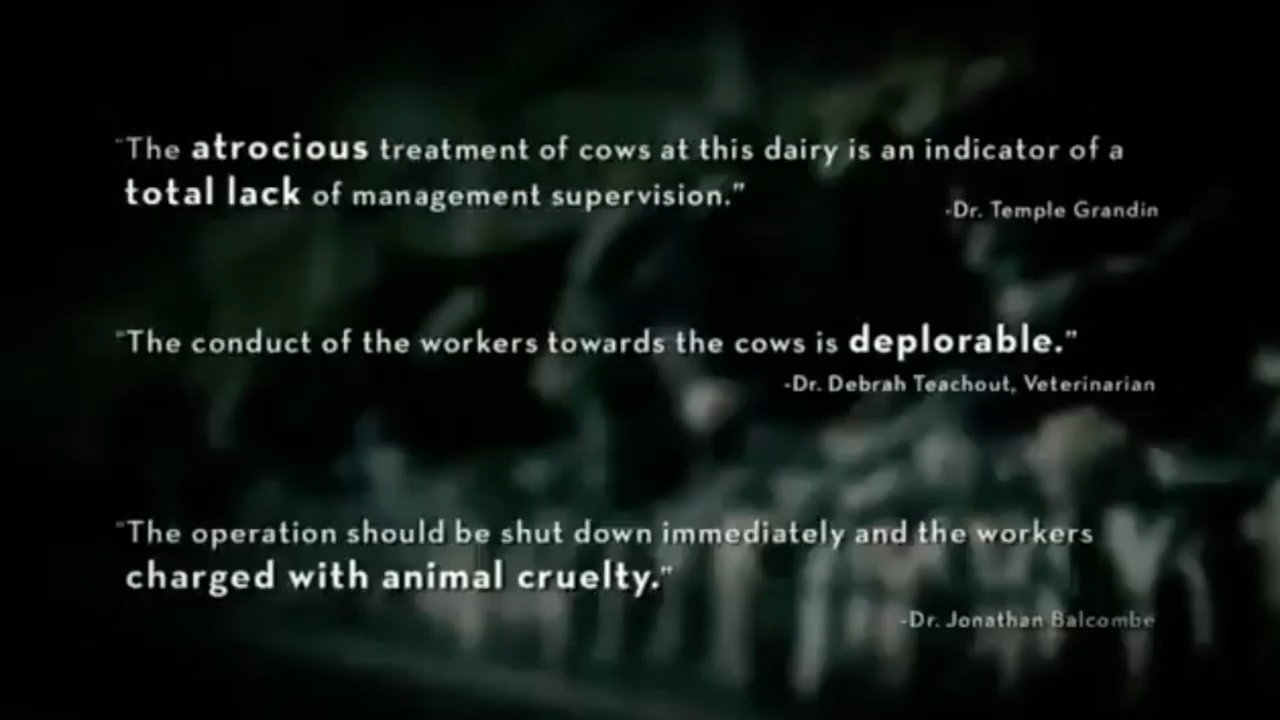 "The atrocious treatment of cows at this dairy is an indicator of a
total lack of management supervision."
-Dr. Temple Grandin
"The conduct of the workers towards the cows is deplorable."
-Dr. Debrah Teachout, Veterinarian
"The operation should be shut down immediately and the workers
charged with animal cruelty."
-Dr. Jonathan Balcombe